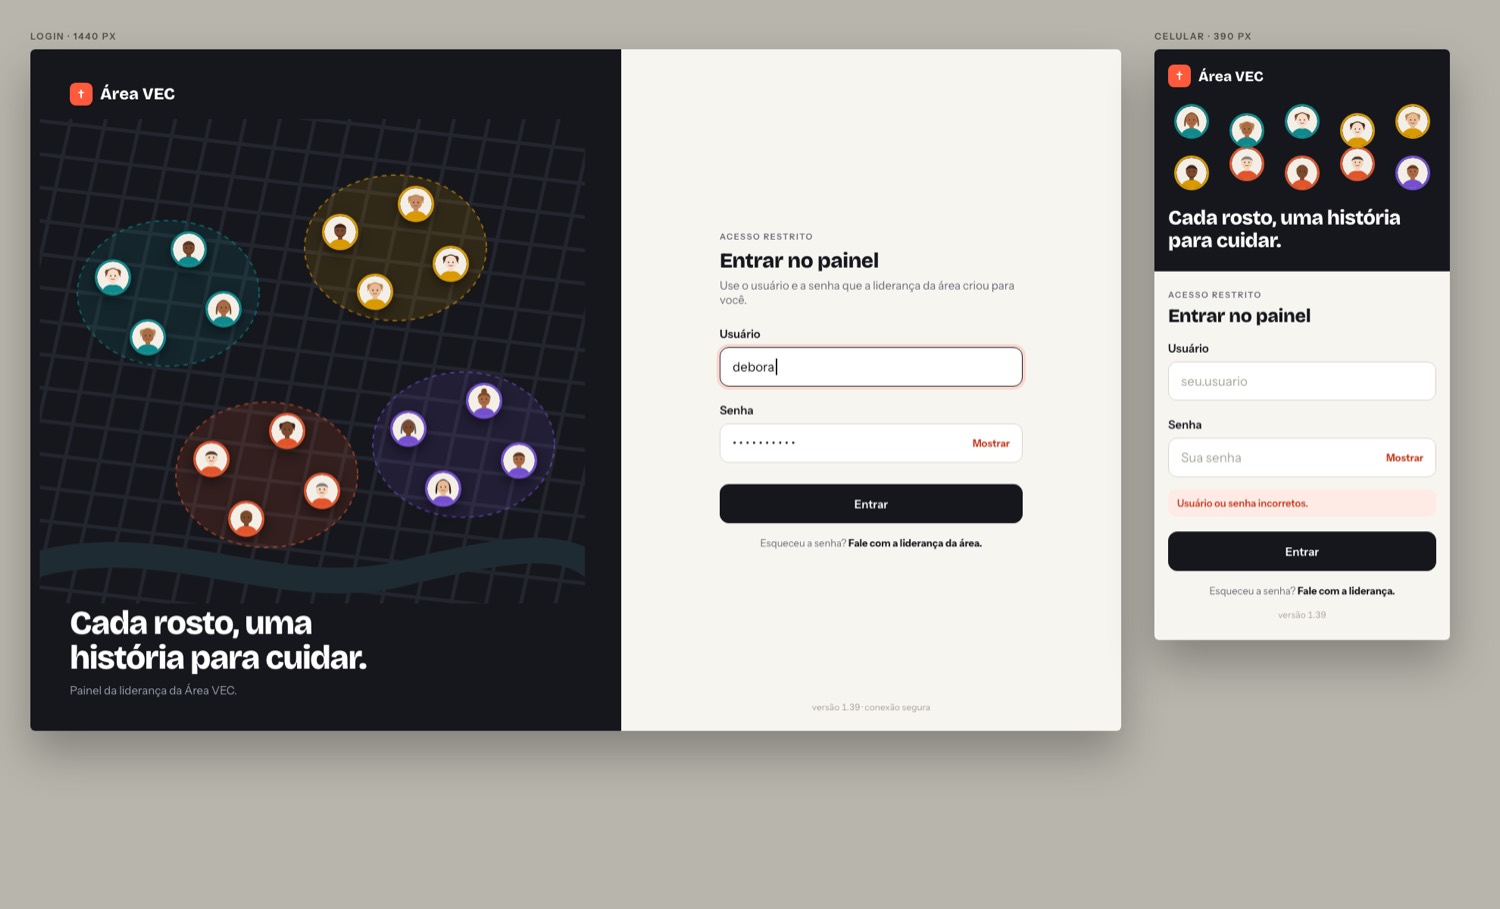 LOGIN · 1440 PX
Área VEC
Cada rosto, uma
história para cuidar.
Painel da liderança da Área VEC.
ACESSO RESTRITO
Entrar no painel
Use o usuário e a senha que a liderança da área criou para
você.
Usuário
debora
Senha
••••••••••
Mostrar
Entrar
Esqueceu a senha? Fale com a liderança da área.
versão 1.39 · conexão segura
CELULAR · 390 PX
Área VEC
Cada rosto, uma história
para cuidar.
ACESSO RESTRITO
Entrar no painel
Usuário
seu.usuario
Senha
Sua senha
Mostrar
Usuário ou senha incorretos.
Entrar
Esqueceu a senha? Fale com a liderança.
versão 1.39